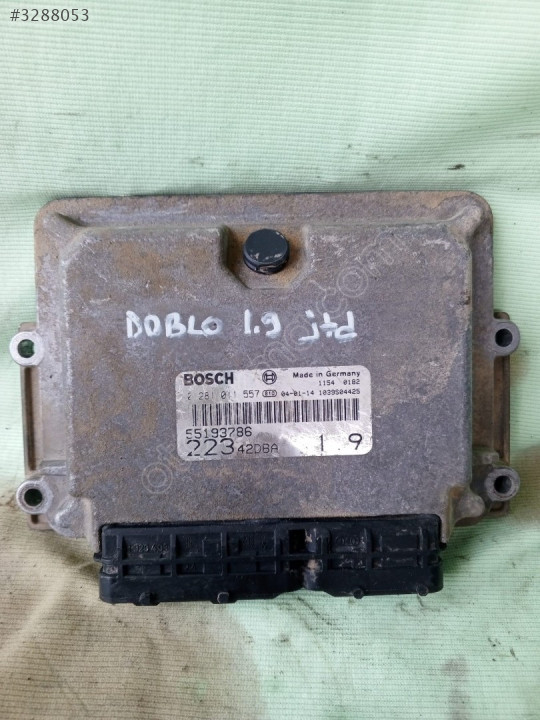 #3288053
DOBLO 1.9 jtd
BOSCH Made in Germany
1154 0182
0 281 011 557 04-01-14 1039S04425
55193786
223 42DBA 1 9